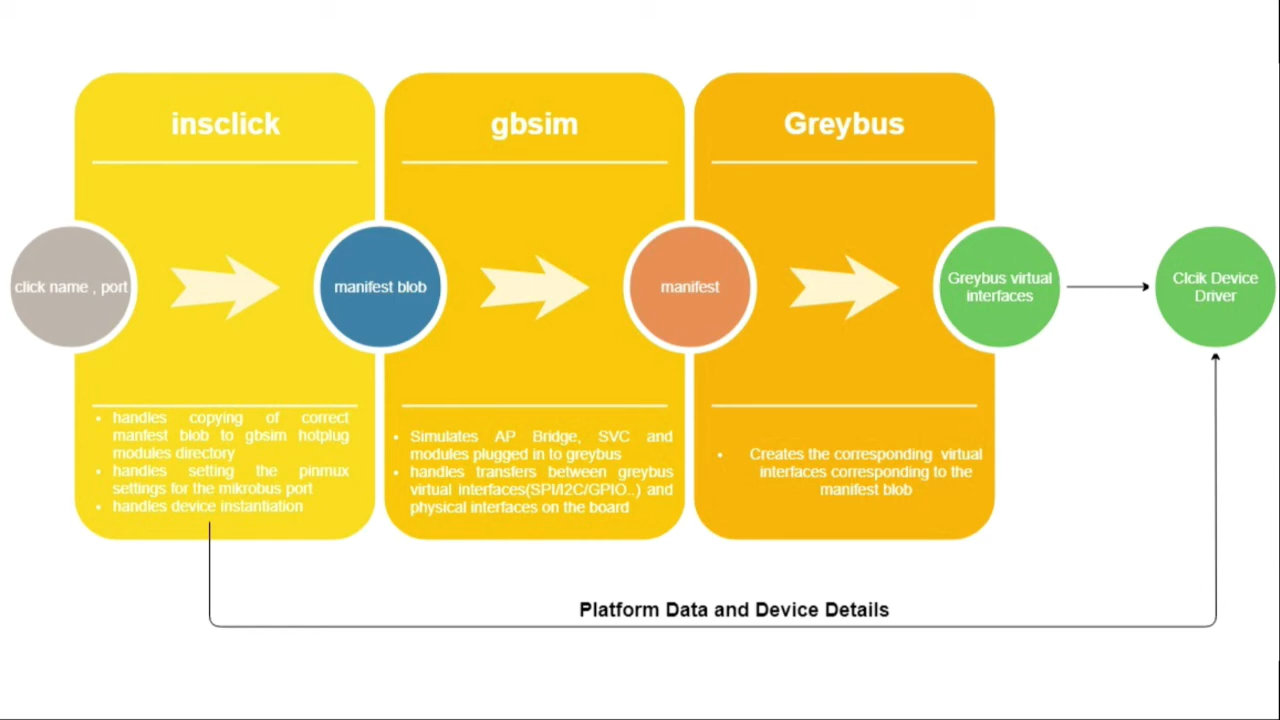 insclick
gbsim
Greybus
click name , port
manifest blob
manifest
Greybus virtual
interfaces
Clcik Device
Driver
• handles copying of correct
manfest blob to gbsim hotplug
modules directory
• handles setting the pinmux
settings for the mikrobus port
• handles device instantiation
• Simulates AP Bridge, SVC and
modules plugged in to greybus
• handles transfers between greybus
virtual interfaces(SPI/I2C/GPIO..) and
physical interfaces on the board
• Creates the corresponding virtual
interfaces corresponding to the
manifest blob
Platform Data and Device Details